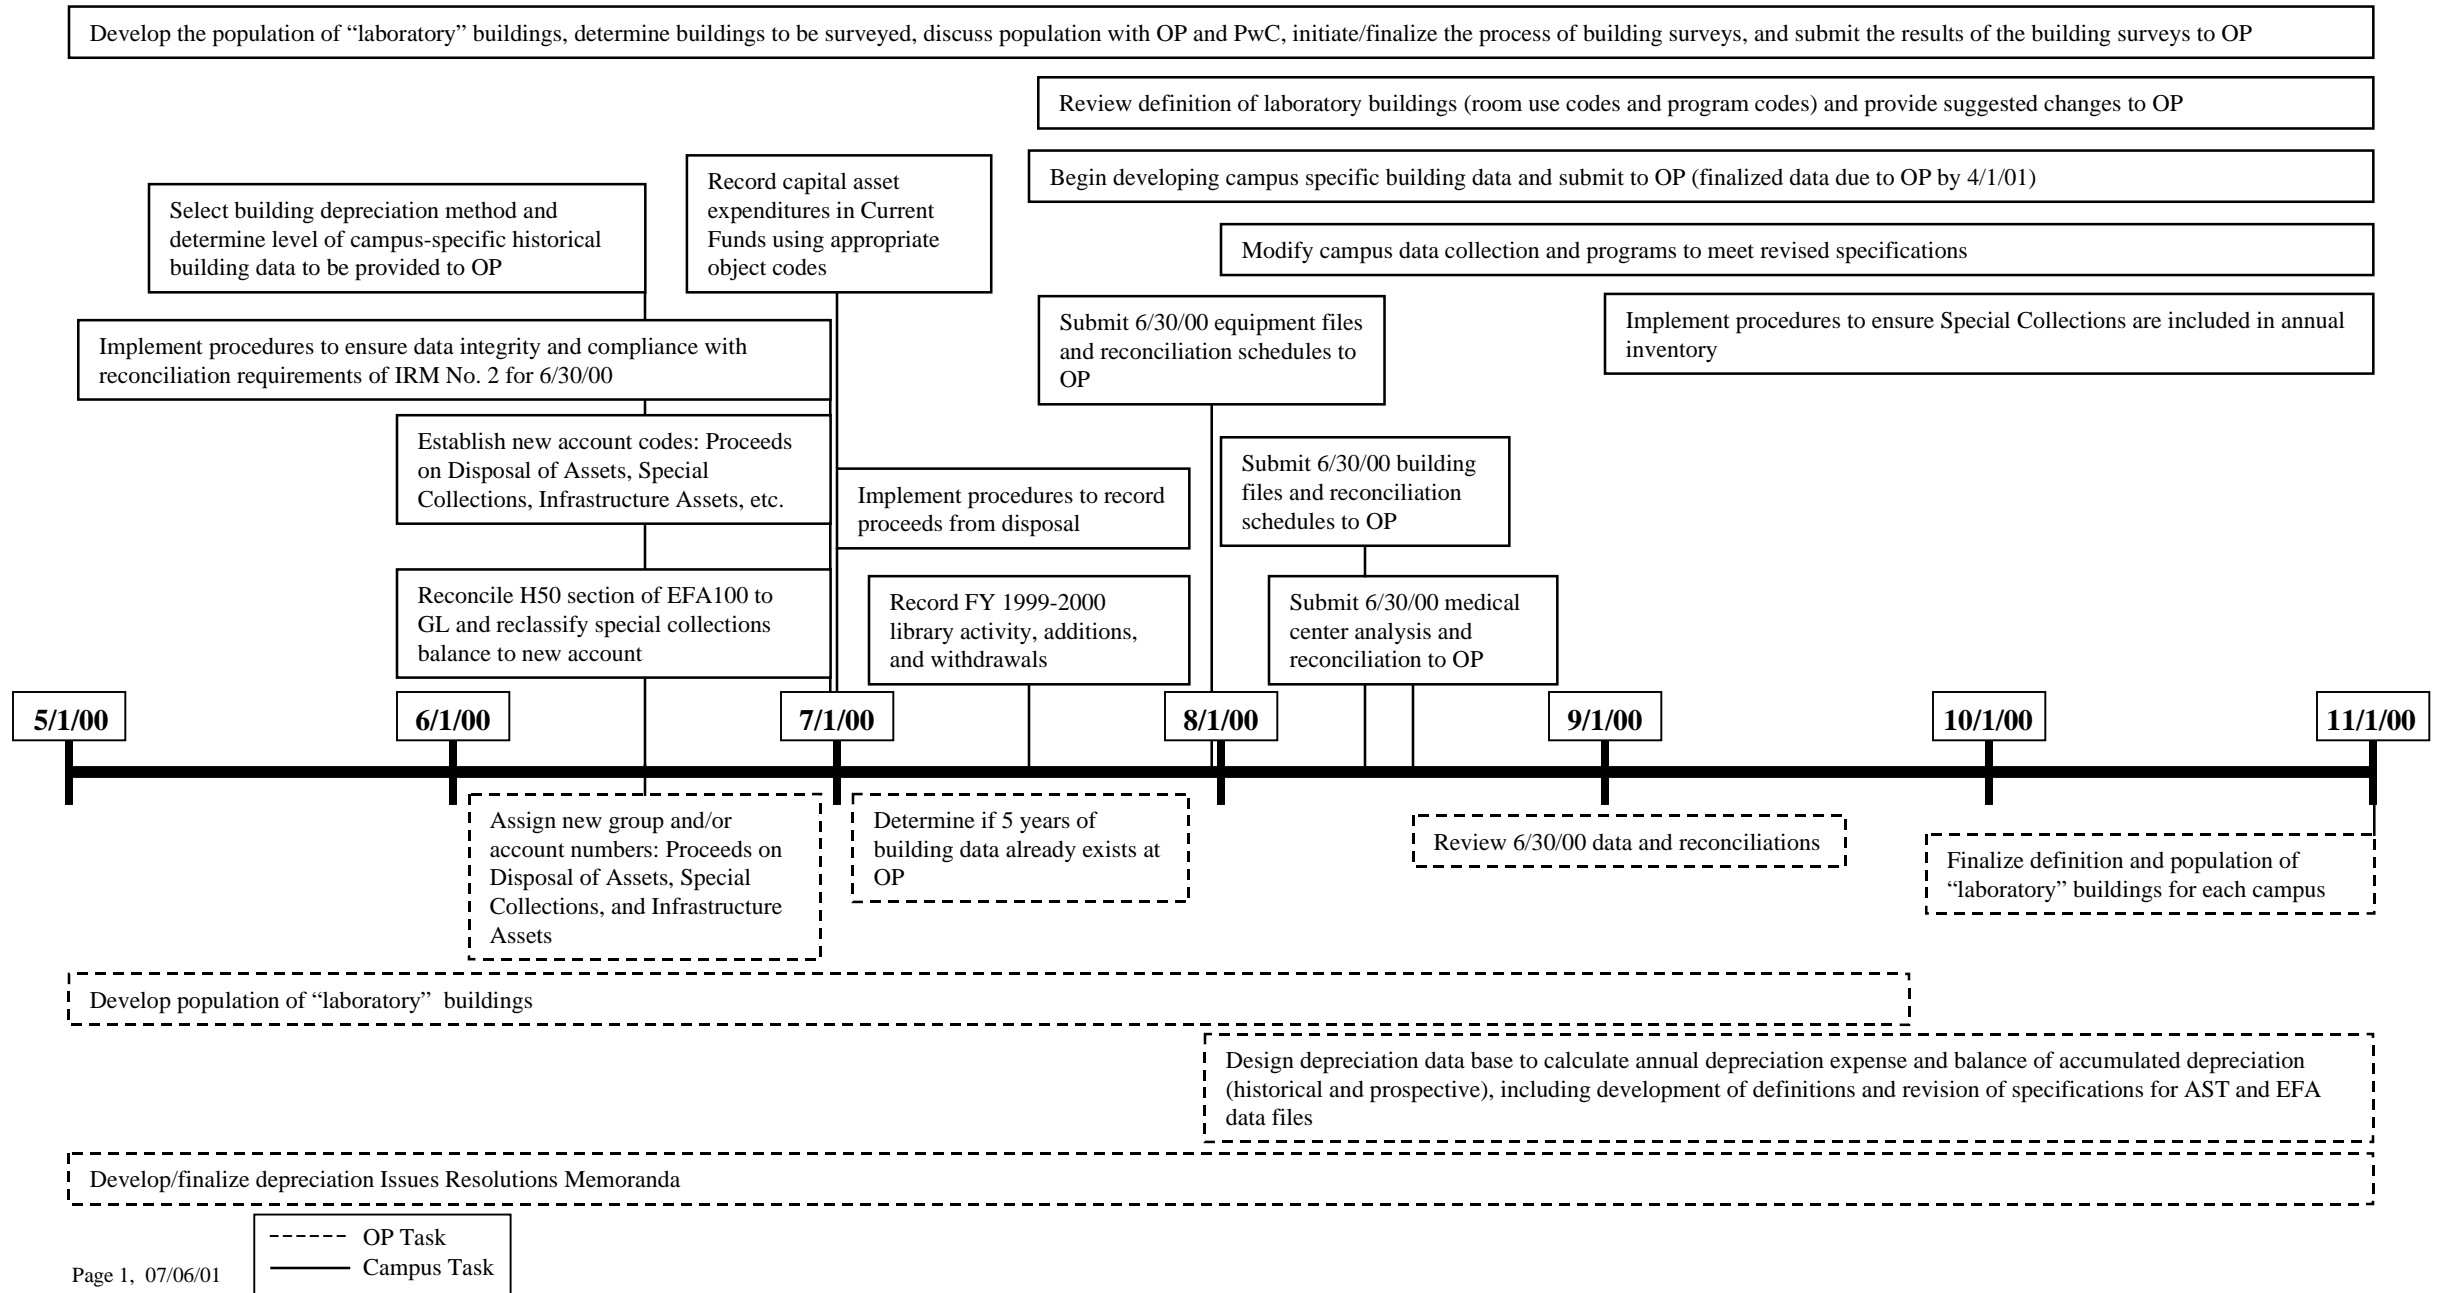 Develop the population of “laboratory” buildings, determine buildings to be surveyed, discuss population with OP and PwC, initiate/finalize the process of building surveys, and submit the results of the building surveys to OP
Review definition of laboratory buildings (room use codes and program codes) and provide suggested changes to OP
Begin developing campus specific building data and submit to OP (finalized data due to OP by 4/1/01)
Record capital asset
expenditures in Current
Funds using appropriate
object codes
Select building depreciation method and
determine level of campus-specific historical
building data to be provided to OP
Modify campus data collection and programs to meet revised specifications
Submit 6/30/00 equipment files
and reconciliation schedules to
OP
Implement procedures to ensure Special Collections are included in annual
inventory
Implement procedures to ensure data integrity and compliance with
reconciliation requirements of IRM No. 2 for 6/30/00
Establish new account codes: Proceeds
on Disposal of Assets, Special
Collections, Infrastructure Assets, etc.
Implement procedures to record
proceeds from disposal
Submit 6/30/00 building
files and reconciliation
schedules to OP
Reconcile H50 section of EFA100 to
GL and reclassify special collections
balance to new account
Record FY 1999-2000
library activity, additions,
and withdrawals
Submit 6/30/00 medical
center analysis and
reconciliation to OP
5/1/00
6/1/00
7/1/00
8/1/00
9/1/00
10/1/00
11/1/00
Assign new group and/or
account numbers: Proceeds on
Disposal of Assets, Special
Collections, and Infrastructure
Assets
Determine if 5 years of
building data already exists at
OP
Review 6/30/00 data and reconciliations
Finalize definition and population of
“laboratory” buildings for each campus
Develop population of “laboratory” buildings
Design depreciation data base to calculate annual depreciation expense and balance of accumulated depreciation
(historical and prospective), including development of definitions and revision of specifications for AST and EFA
data files
Develop/finalize depreciation Issues Resolutions Memoranda
OP Task
Campus Task
Page 1, 07/06/01